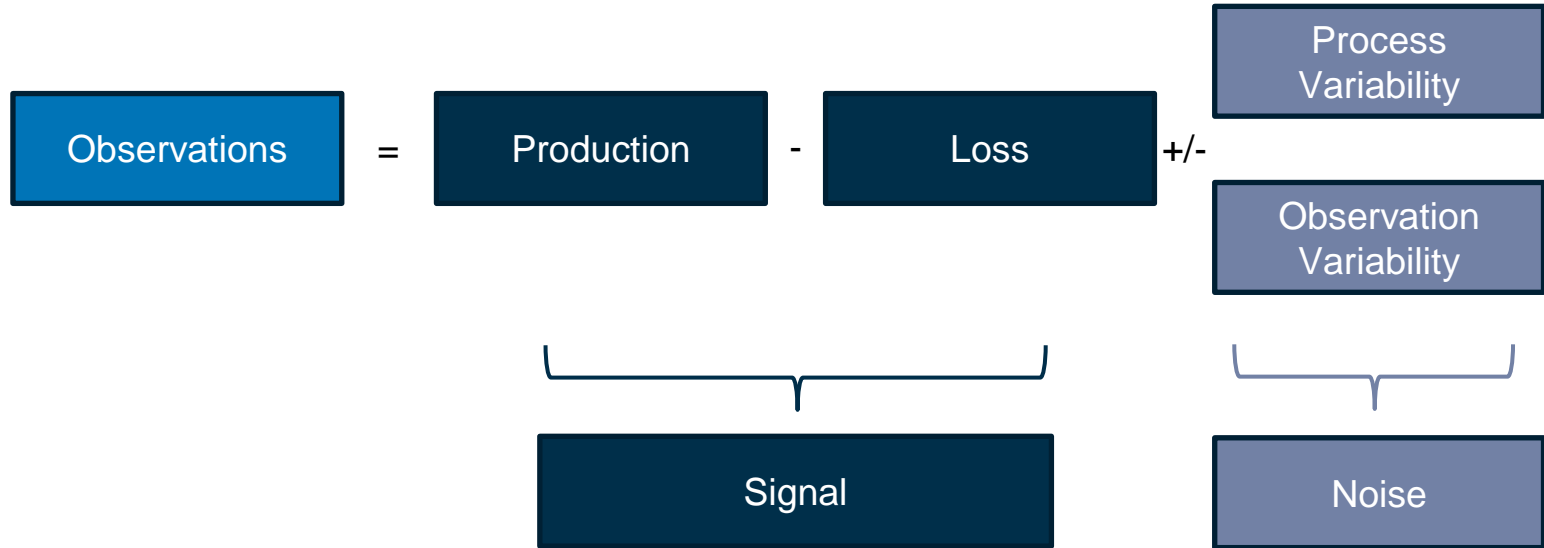 Process
Variability
Observations = Production - Loss +/-
Observation
Variability
Signal
Noise